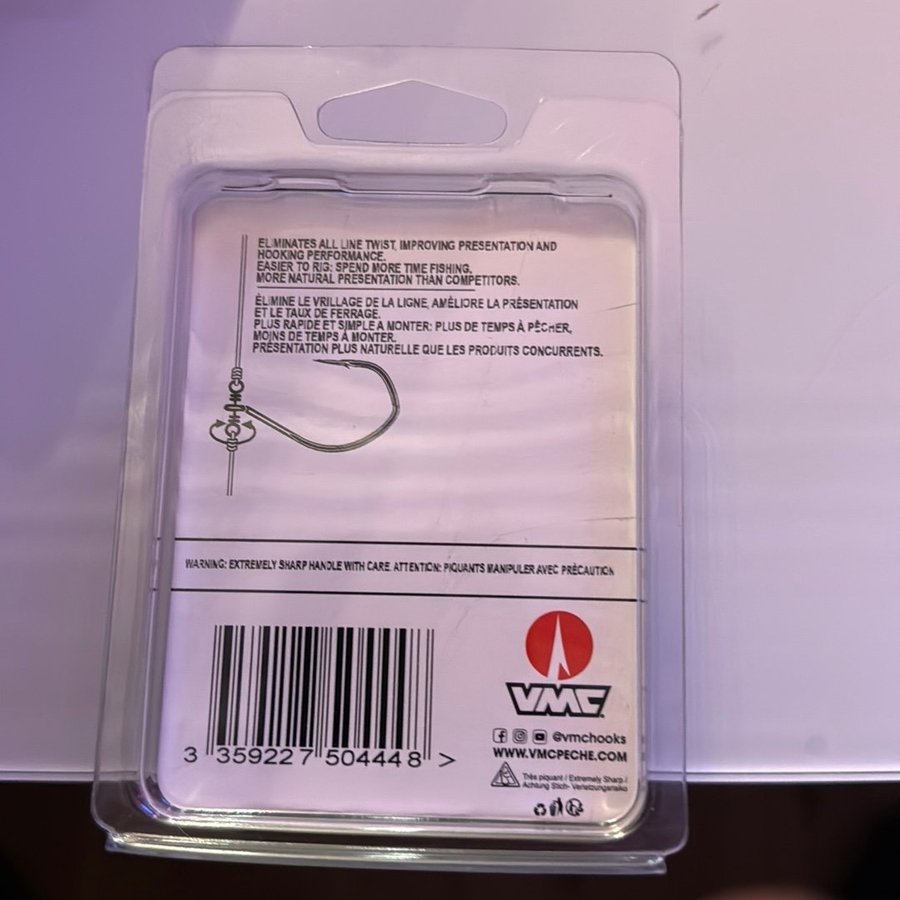 ELIMINATES ALL LINE TWIST, IMPROVING PRESENTATION AND
HOOKING PERFORMANCE.
EASIER TO RIG: SPEND MORE TIME FISHING.
MORE NATURAL PRESENTATION THAN COMPETITORS.
ÉLIMINE LE VRILLAGE DE LA LIGNE, AMÉLIORE LA PRÉSENTATION
ET LE TAUX DE FERRAGE.
PLUS RAPIDE ET SIMPLE A MONTER: PLUS DE TEMPS À PÊCHER,
MOINS DE TEMPS À MONTER.
PRÉSENTATION PLUS NATURELLE QUE LES PRODUITS CONCURRENTS.
WARNING: EXTREMELY SHARP HANDLE WITH CARE. ATTENTION: PIQUANTS MANIPULER AVEC PRÉCAUTION
VMC
@vmchooks
WWW.VMCPECHE.COM
Très piquant / Extremely Sharp /
Achtung Stich- Verletzungsrisiko
3 359227 504448 >